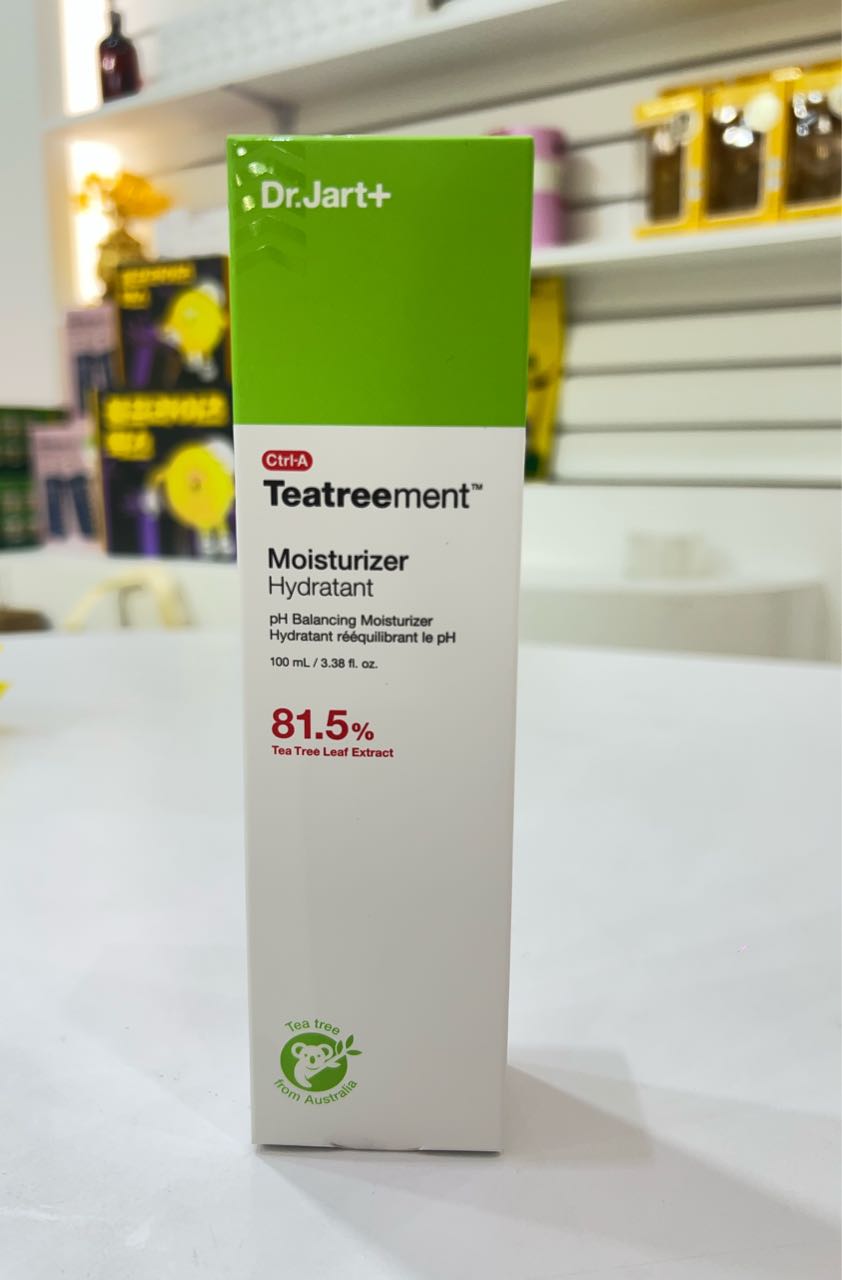 Dr.Jart+
Ctrl-A
Teatreement™
Moisturizer
Hydratant
pH Balancing Moisturizer
Hydratant rééquilibrant le pH
100 mL / 3.38 fl. oz.
81.5%
Tea Tree Leaf Extract
Tea tree
from Australia